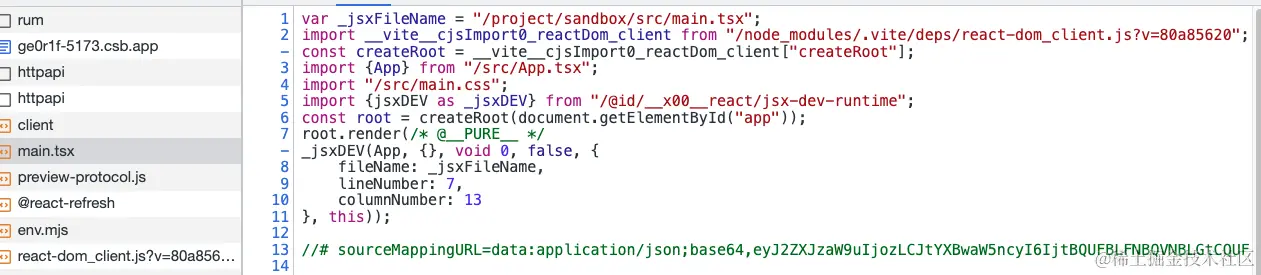 rum
ge0r1f-5173.csb.app
httpapi
httpapi
client
main.tsx
preview-protocol.js
@react-refresh
env.mjs
react-dom_client.js?v=80a856…
1 var _jsxFileName = "/project/sandbox/src/main.tsx";
2 import __vite__cjsImport0_reactDom_client from "/node_modules/.vite/deps/react-dom_client.js?v=80a85620";
- const createRoot = __vite__cjsImport0_reactDom_client["createRoot"];
3 import {App} from "/src/App.tsx";
4 import "/src/main.css";
5 import {jsxDEV as _jsxDEV} from "/@id/__x00__react/jsx-dev-runtime";
6 const root = createRoot(document.getElementById("app"));
7 root.render(/* @__PURE__ */
- _jsxDEV(App, {}, void 0, false, {
8 fileName: _jsxFileName,
9 lineNumber: 7,
10 columnNumber: 13
11 }, this));
12
13 //# sourceMappingURL=data:application/json;base64,eyJ2ZXJzaW9uIjozLCJtYXBwaW5ncyI6IjtBQUFBLFNBQVNBLGtCQUF
14
@稀土掘金技术社区